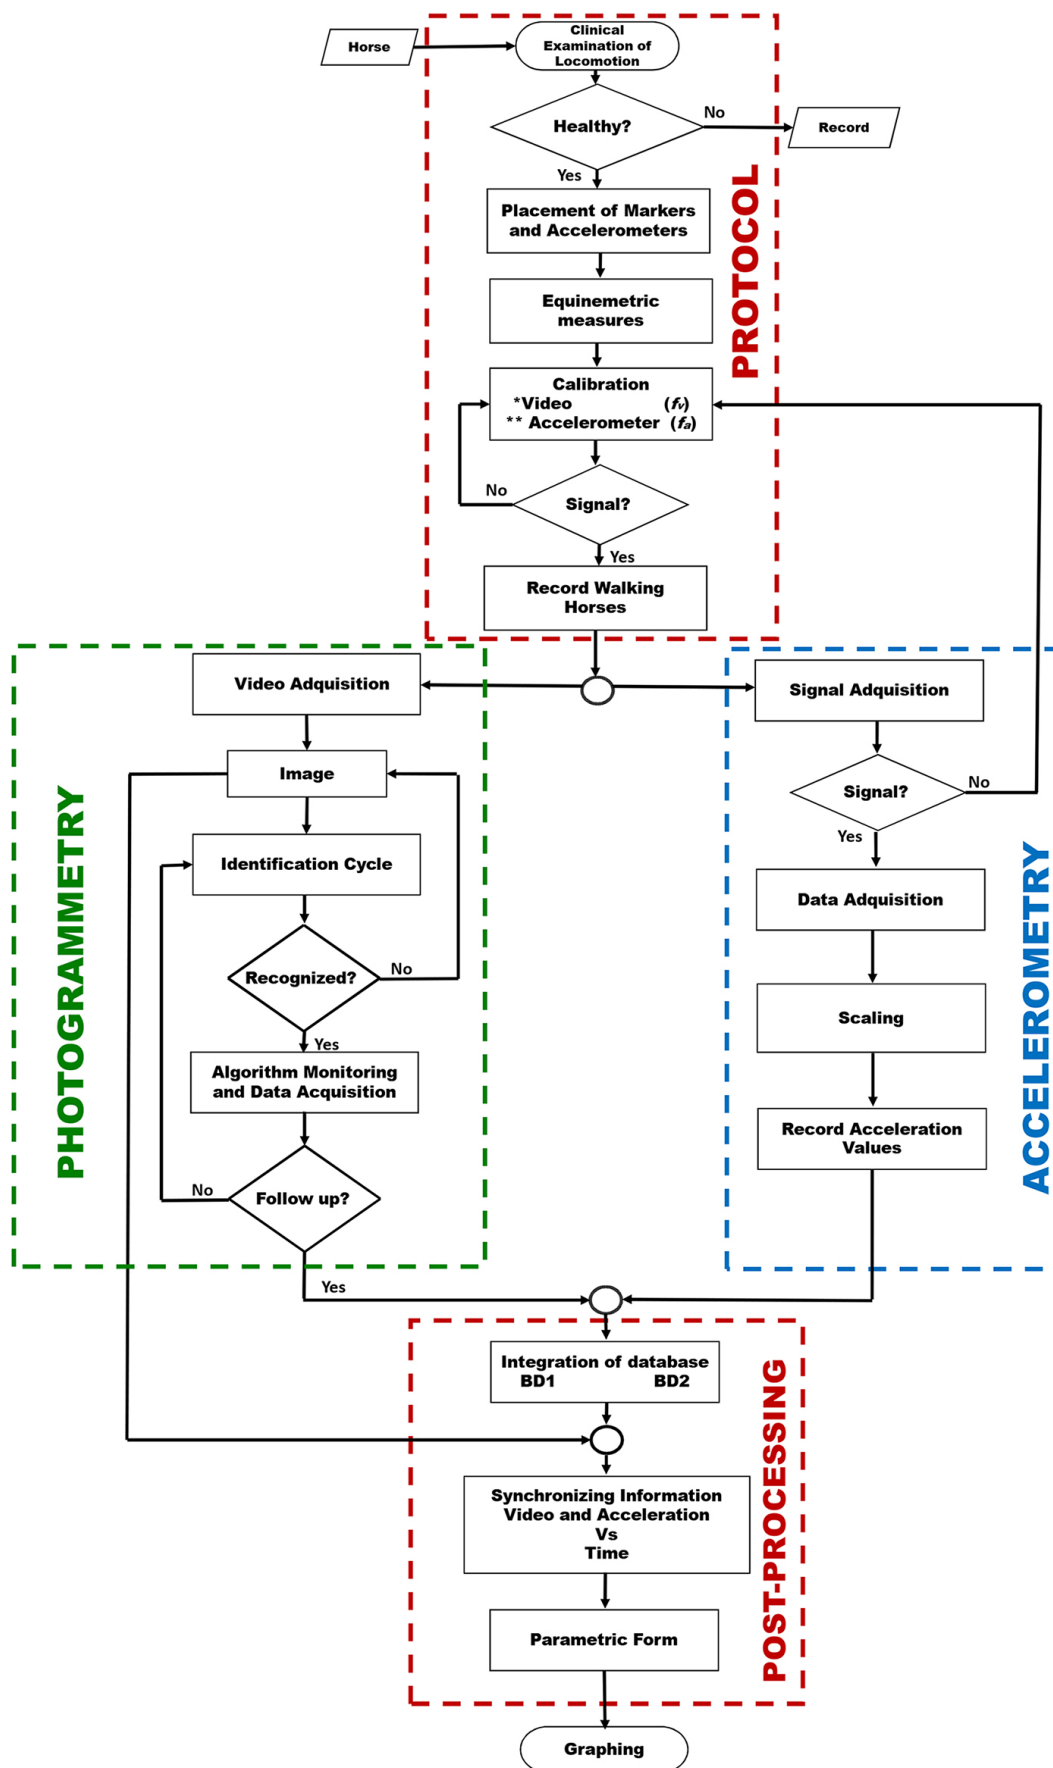 Horse
Clinical
Examination of
Locomotion
Healthy?
No
Record
Yes
Placement of Markers
and Accelerometers
Equinemetric
measures
PROTOCOL
Calibration
*Video (fv)
** Accelerometer (fa)
No
Signal?
Yes
Record Walking
Horses
Video Adquisition
Image
Identification Cycle
Recognized?
No
Yes
Algorithm Monitoring
and Data Acquisition
Follow up?
No
Yes
PHOTOGRAMMETRY
Signal Adquisition
Signal?
No
Yes
Data Adquisition
Scaling
Record Acceleration
Values
ACCELEROMETRY
Integration of database
BD1 BD2
Synchronizing Information
Video and Acceleration
Vs
Time
Parametric Form
POST-PROCESSING
Graphing